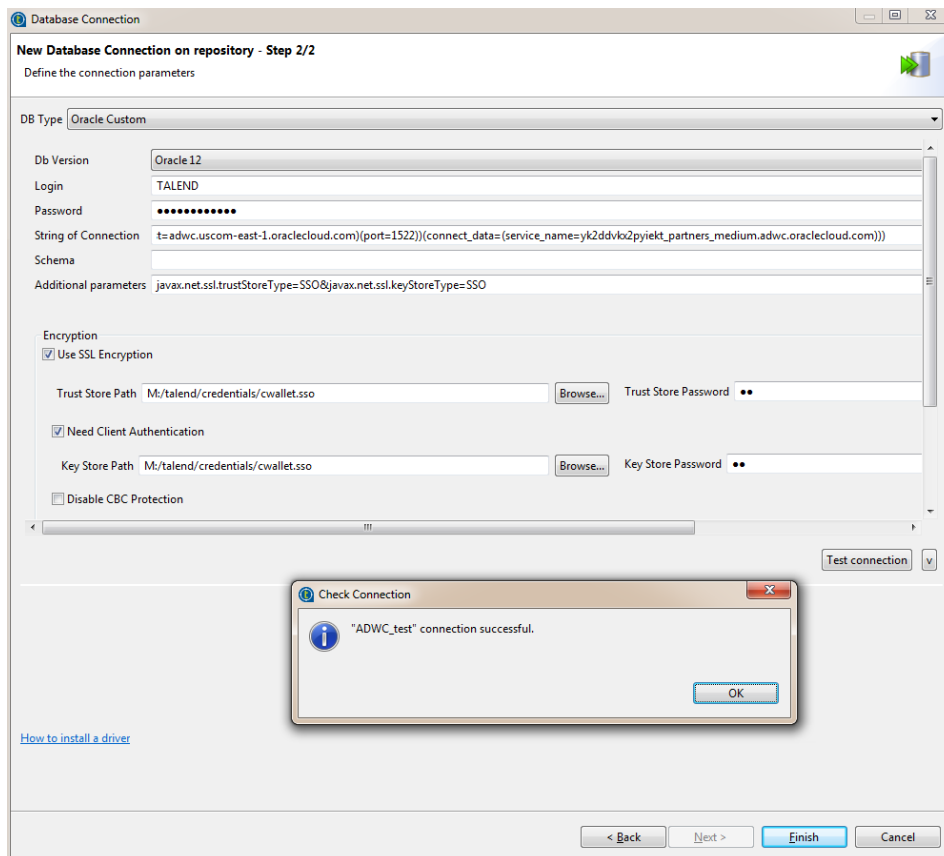 Database Connection
New Database Connection on repository - Step 2/2
Define the connection parameters
DB Type Oracle Custom
Db Version Oracle 12
Login TALEND
Password ●●●●●●●●●●●●
String of Connection t=adwc.uscom-east-1.oraclecloud.com)(port=1522))(connect_data=(service_name=yk2ddvkx2pyiekt_partners_medium.adwc.oraclecloud.com)))
Schema
Additional parameters javax.net.ssl.trustStoreType=SSO&javax.net.ssl.keyStoreType=SSO
Encryption
Use SSL Encryption
Trust Store Path M:/talend/credentials/cwallet.sso Browse... Trust Store Password ●●
Need Client Authentication
Key Store Path M:/talend/credentials/cwallet.sso Browse... Key Store Password ●●
Disable CBC Protection
Test connection v
Check Connection
"ADWC_test" connection successful.
OK
How to install a driver
< Back Next > Finish Cancel